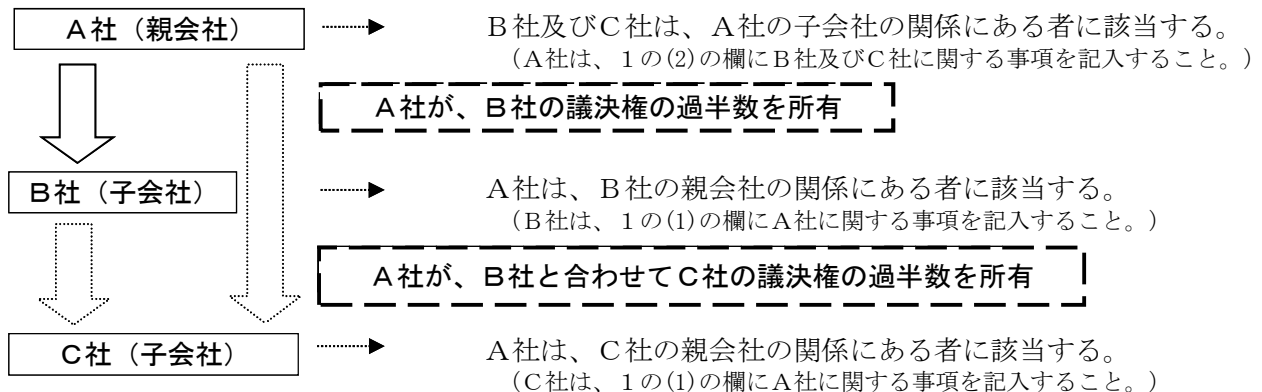 A社（親会社）
B社及びC社は、A社の子会社の関係にある者に該当する。
（A社は、１の(2)の欄にB社及びC社に関する事項を記入すること。）
A社が、B社の議決権の過半数を所有
B社（子会社）
A社は、B社の親会社の関係にある者に該当する。
（B社は、１の(1)の欄にA社に関する事項を記入すること。）
A社が、B社と合わせてC社の議決権の過半数を所有
C社（子会社）
A社は、C社の親会社の関係にある者に該当する。
（C社は、１の(1)の欄にA社に関する事項を記入すること。）